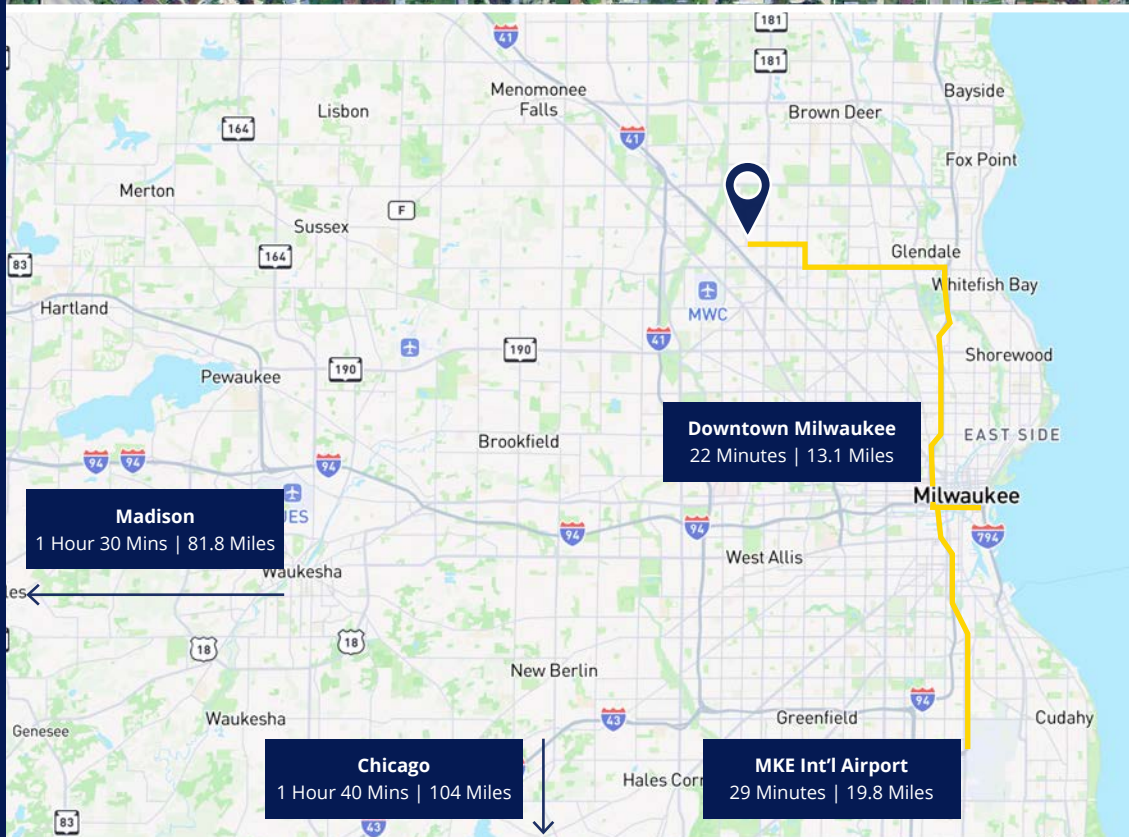 41
181
181
Menomonee
Falls
Bayside
Lisbon
Brown Deer
164
41
Fox Point
Merton
F
Sussex
164
Glendale
83
Whitefish Bay
Hartland
MWC
41
190
Shorewood
190
Pewaukee
Downtown Milwaukee
22 Minutes | 13.1 Miles
EAST SIDE
Brookfield
94
94
94
Milwaukee
Madison
1 Hour 30 Mins | 81.8 Miles
UES
94
94
794
West Allis
Waukesha
les
18
18
New Berlin
Waukesha
Genesee
43
94
Greenfield
Cudahy
Chicago
1 Hour 40 Mins | 104 Miles
Hales Corr
MKE Int'l Airport
29 Minutes | 19.8 Miles
83
43